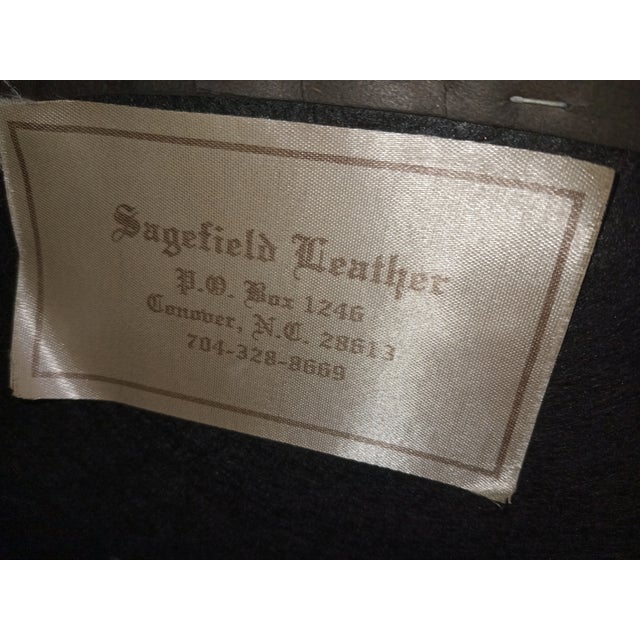 Sagefield Leather
P.O. Box 1246
Conover, N.C. 28613
704-328-8669